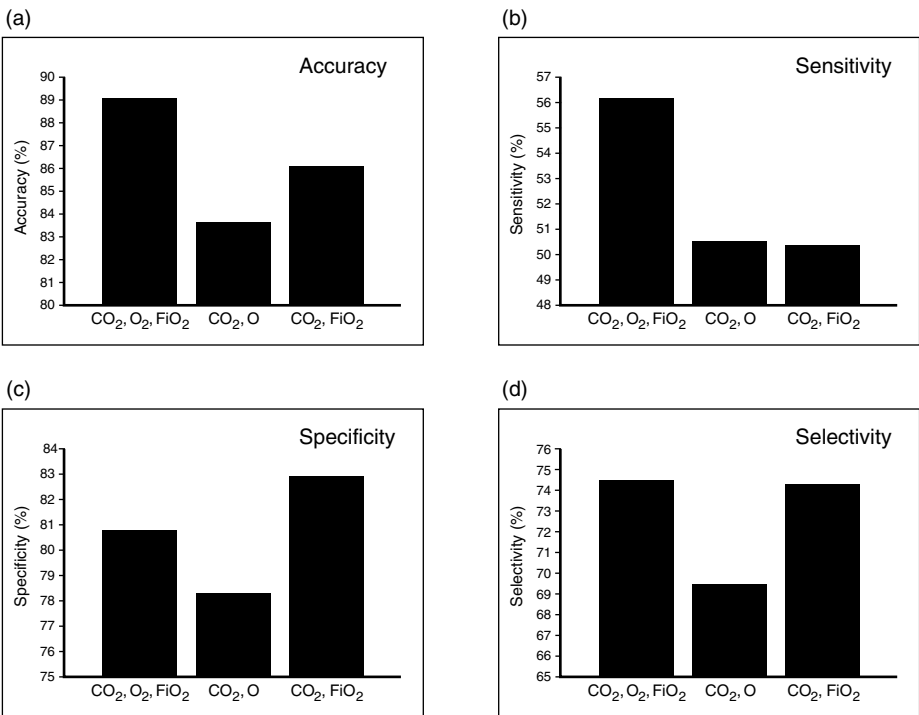 (a)
Accuracy
Accuracy (%)
90
89
88
87
86
85
84
83
82
81
80
CO2, O2, FiO2 CO2, O CO2, FiO2
(b)
Sensitivity
Sensitivity (%)
57
56
55
54
53
52
51
50
49
48
CO2, O2, FiO2 CO2, O CO2, FiO2
(c)
Specificity
Specificity (%)
84
83
82
81
80
79
78
77
76
75
CO2, O2, FiO2 CO2, O CO2, FiO2
(d)
Selectivity
Selectivity (%)
76
75
74
73
72
71
70
69
68
67
66
65
CO2, O2, FiO2 CO2, O CO2, FiO2